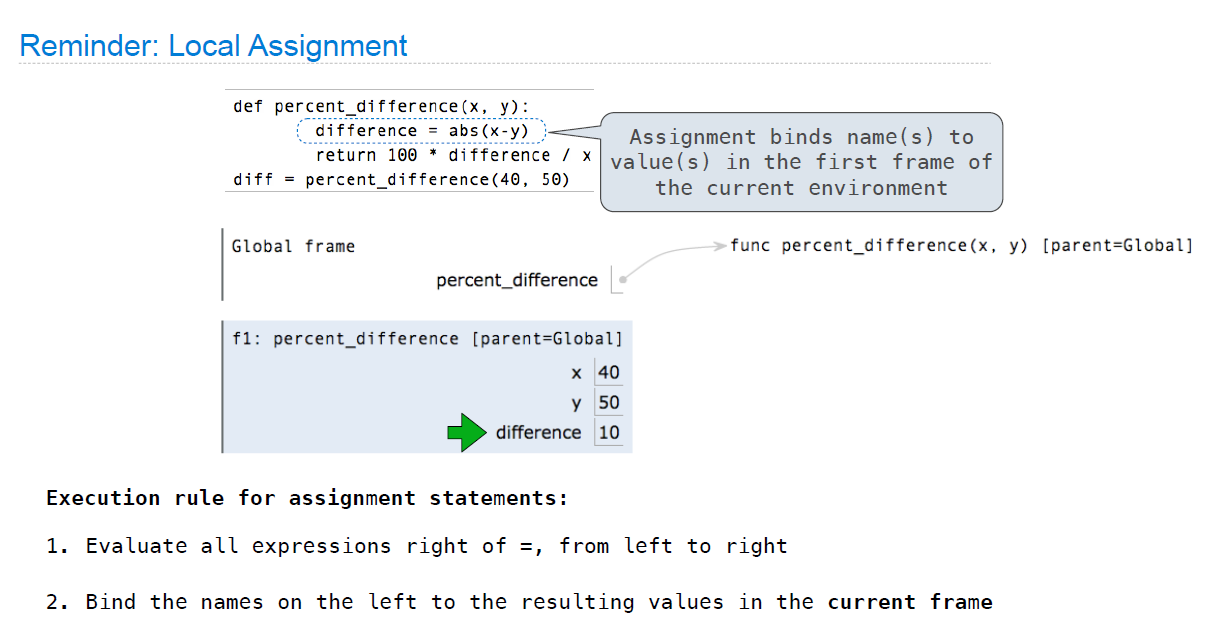 Reminder: Local Assignment
def percent_difference(x, y):
difference = abs(x-y)
return 100 * difference / x
diff = percent_difference(40, 50)
Assignment binds name(s) to
value(s) in the first frame of
the current environment
Global frame
func percent_difference(x, y) [parent=Global]
percent_difference
f1: percent_difference [parent=Global]
x 40
y 50
difference 10
Execution rule for assignment statements:
1. Evaluate all expressions right of =, from left to right
2. Bind the names on the left to the resulting values in the current frame